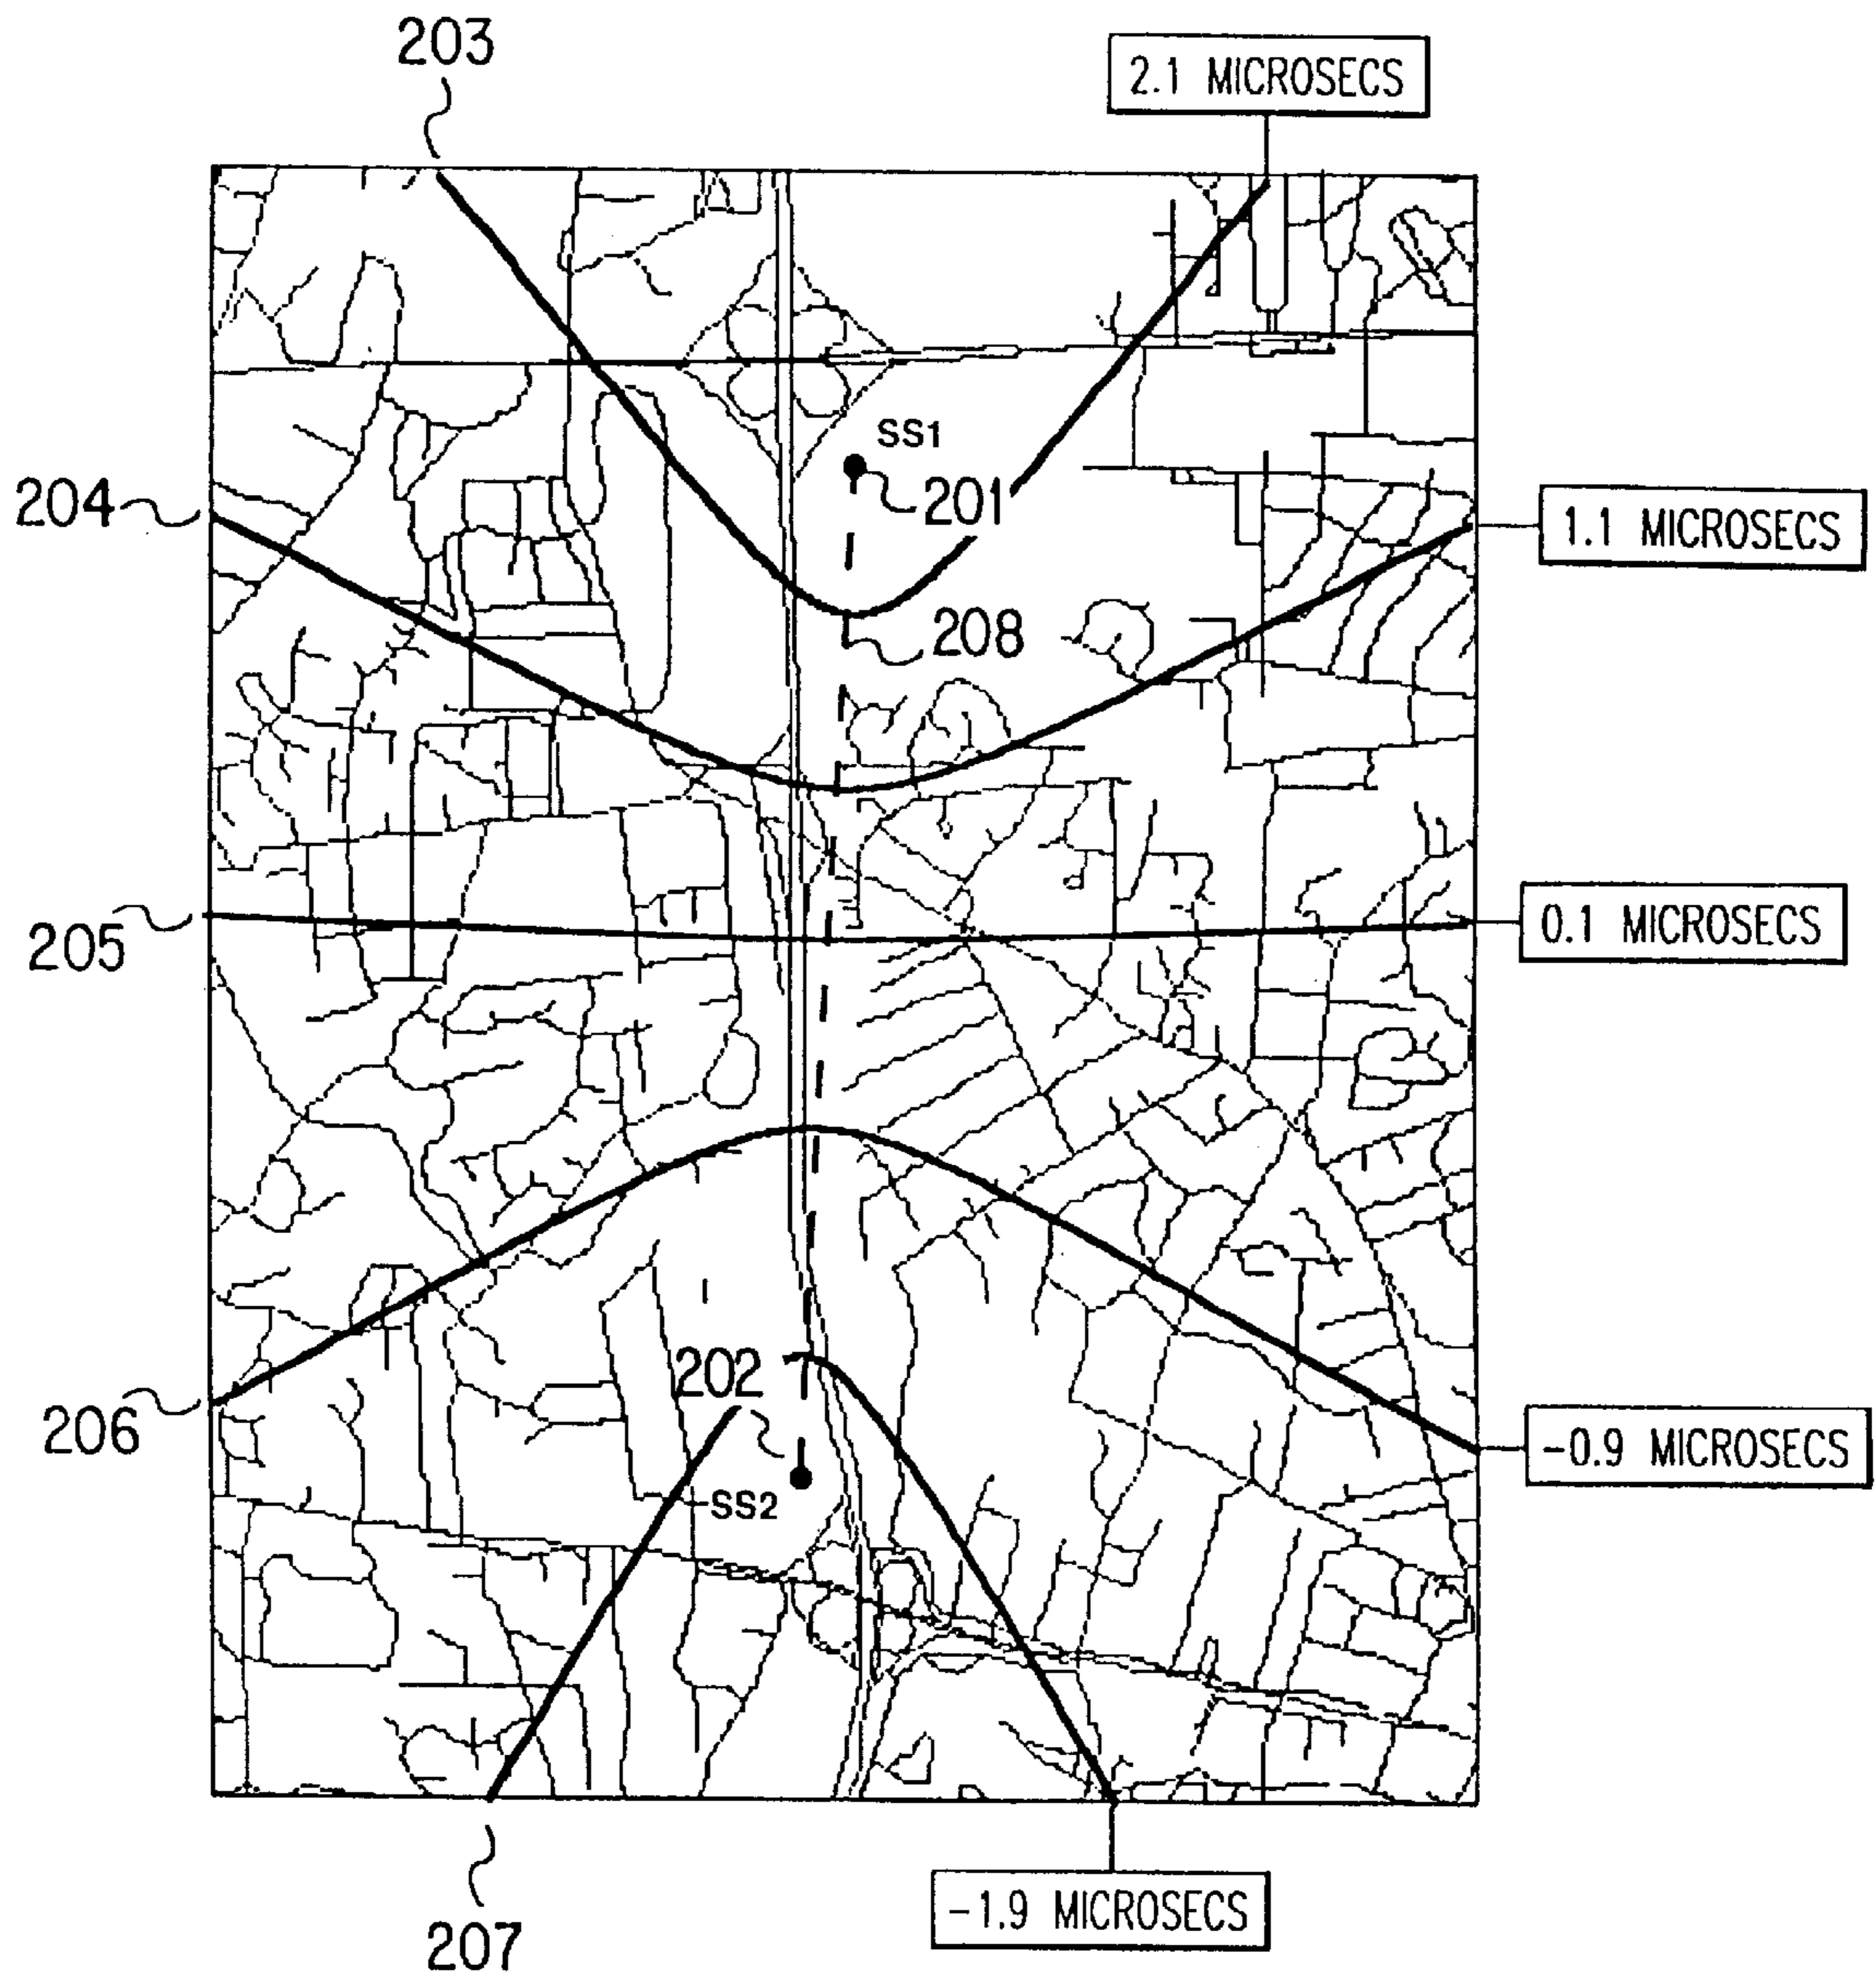 203
2.1 MICROSECS
SS1
201
204
1.1 MICROSECS
208
205
0.1 MICROSECS
202
206
-0.9 MICROSECS
SS2
-1.9 MICROSECS
207